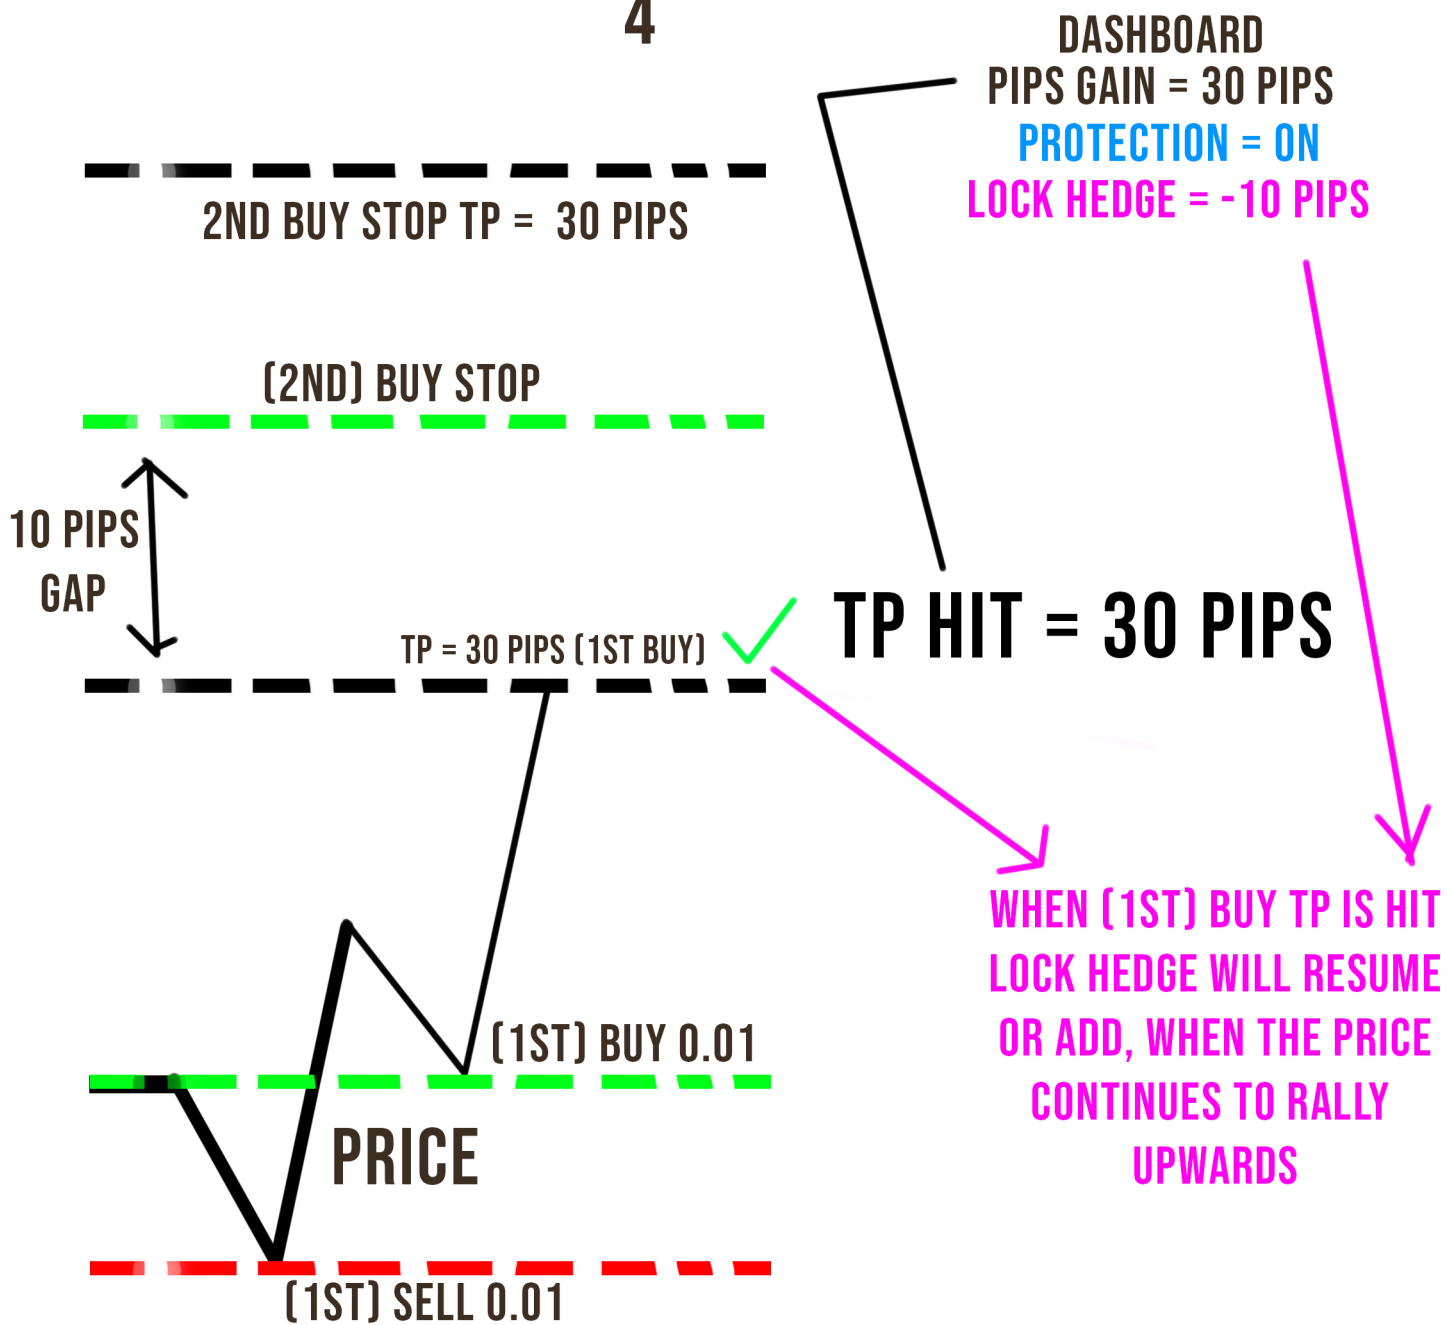 4
DASHBOARD
PIPS GAIN = 30 PIPS
PROTECTION = ON
LOCK HEDGE = -10 PIPS
2ND BUY STOP TP = 30 PIPS
(2ND) BUY STOP
10 PIPS
GAP
TP = 30 PIPS (1ST BUY)
TP HIT = 30 PIPS
WHEN (1ST) BUY TP IS HIT
LOCK HEDGE WILL RESUME
OR ADD, WHEN THE PRICE
CONTINUES TO RALLY
UPWARDS
(1ST) BUY 0.01
PRICE
(1ST) SELL 0.01